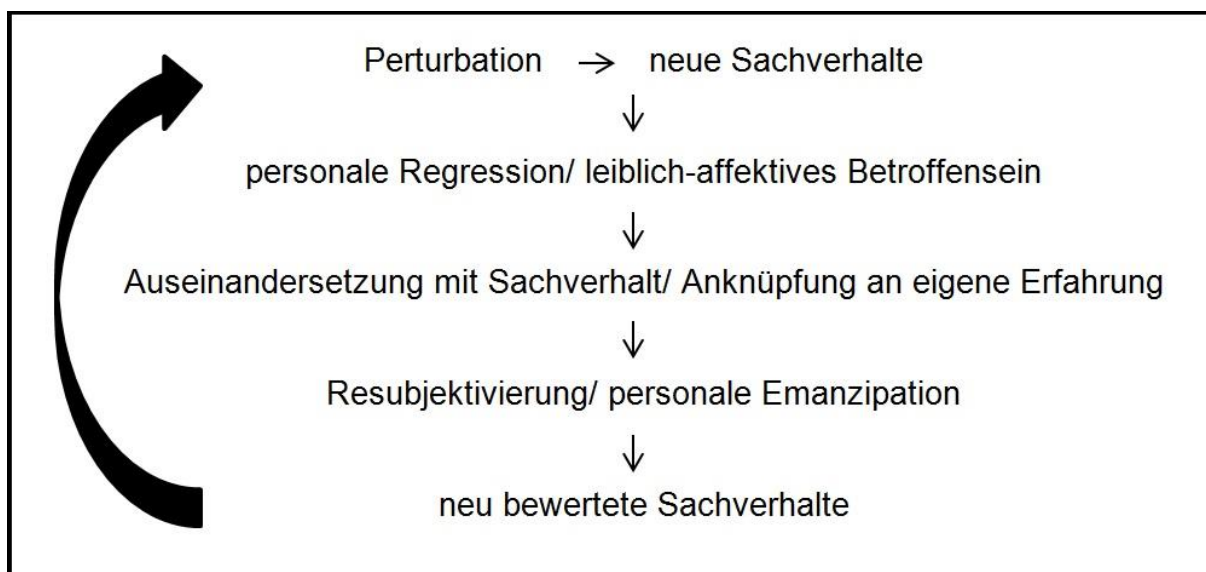 Perturbation → neue Sachverhalte
personale Regression/ leiblich-affektives Betroffensein
Auseinandersetzung mit Sachverhalt/ Anknüpfung an eigene Erfahrung
Resubjektivierung/ personale Emanzipation
neu bewertete Sachverhalte